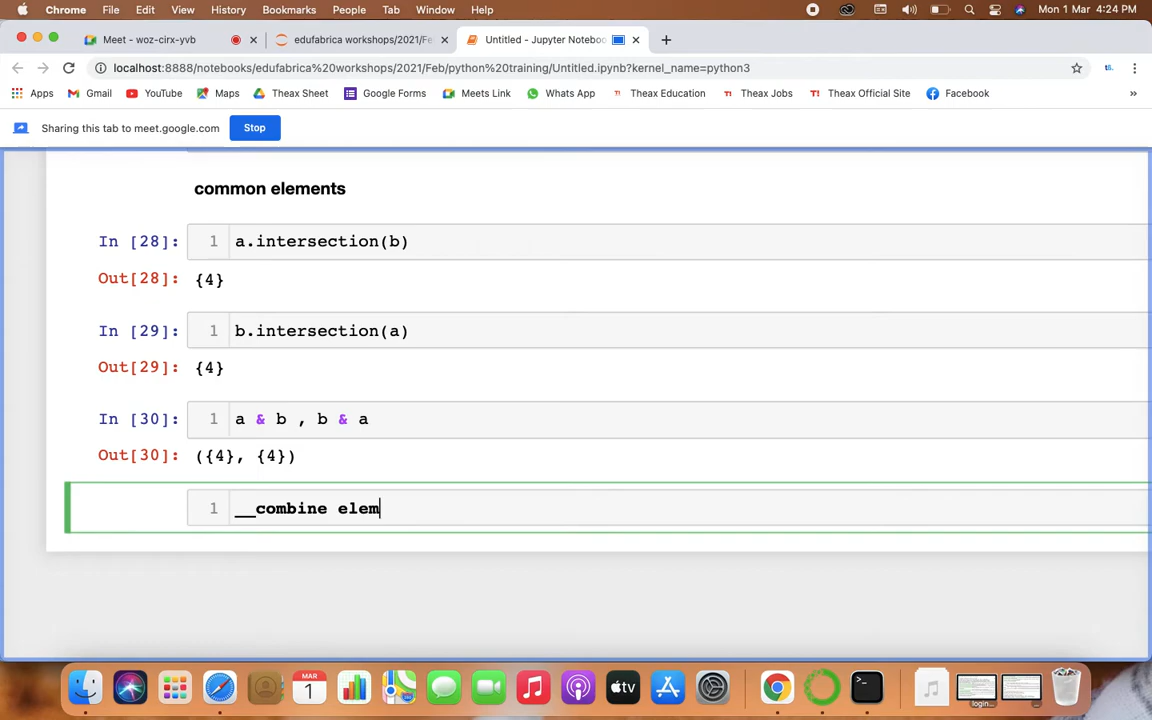 Chrome File Edit View History Bookmarks People Tab Window Help Mon 1 Mar 4:24 PM
Meet - woz-cirx-yvb edufabrica workshops/2021/Fe Untitled - Jupyter Noteboo
localhost:8888/notebooks/edufabrica%20workshops/2021/Feb/python%20training/Untitled.ipynb?kernel_name=python3
Apps Gmail YouTube Maps Theax Sheet Google Forms Meets Link Whats App Theax Education Theax Jobs Theax Official Site Facebook »
Sharing this tab to meet.google.com Stop
common elements
In [28]: 1 a.intersection(b)
Out[28]: {4}
In [29]: 1 b.intersection(a)
Out[29]: {4}
In [30]: 1 a & b , b & a
Out[30]: ({4}, {4})
1 __combine elem
MAR
1
tv